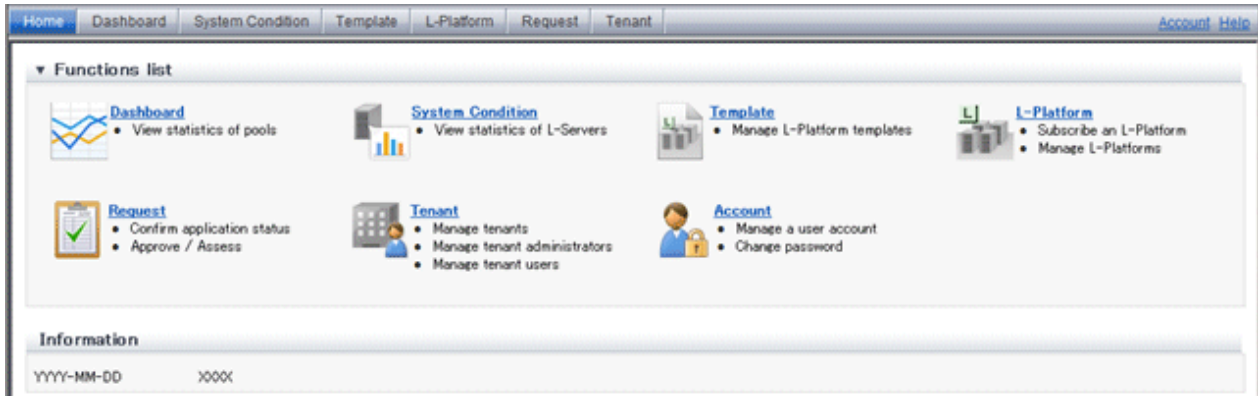 Home Dashboard System Condition Template L-Platform Request Tenant Account Help
▼ Functions list
Dashboard
• View statistics of pools
System Condition
• View statistics of L-Servers
Template
• Manage L-Platform templates
L-Platform
• Subscribe an L-Platform
• Manage L-Platforms
Request
• Confirm application status
• Approve / Assess
Tenant
• Manage tenants
• Manage tenant administrators
• Manage tenant users
Account
• Manage a user account
• Change password
Information
YYYY-MM-DD XXXX